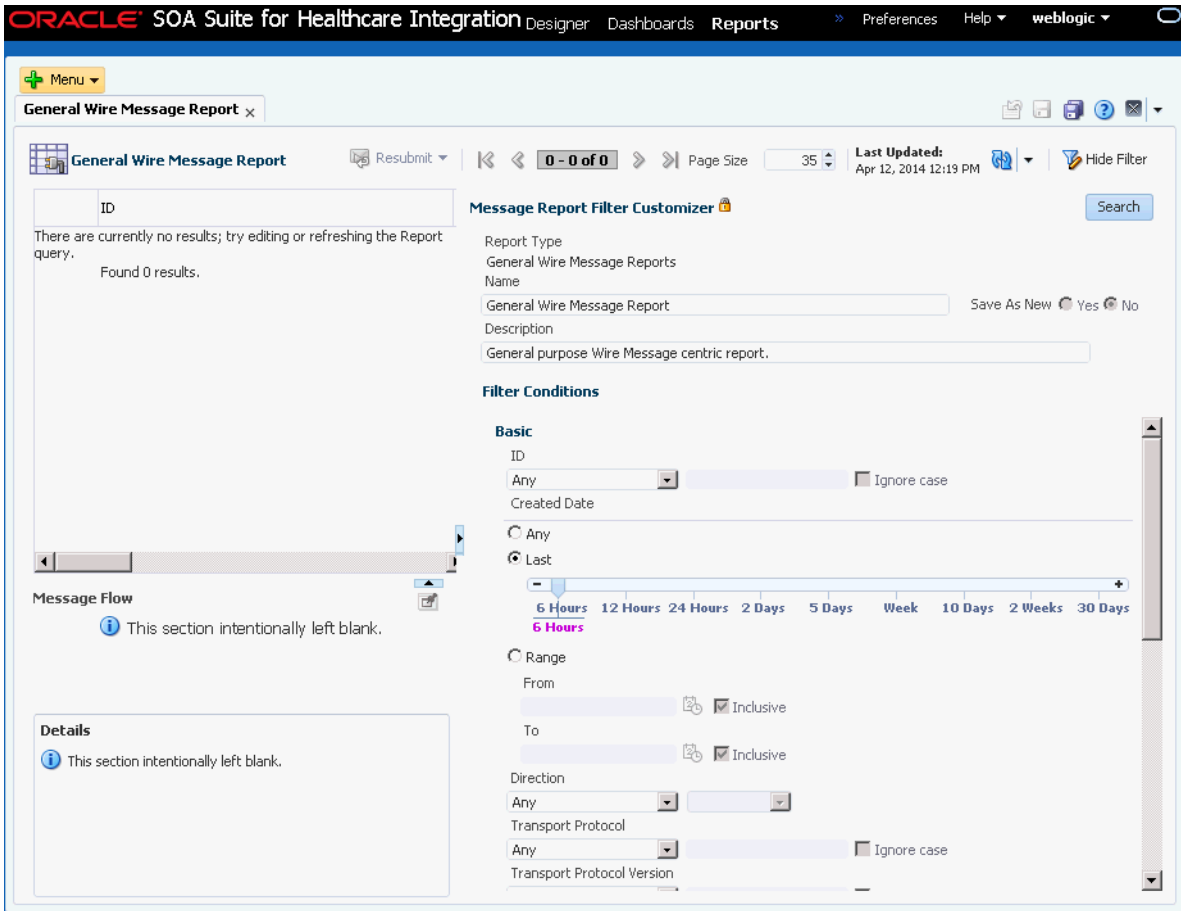 ORACLE SOA Suite for Healthcare Integration Designer Dashboards Reports » Preferences Help weblogic
Menu
General Wire Message Report x
General Wire Message Report Resubmit 0 - 0 of 0 Page Size 35 Last Updated: Apr 12, 2014 12:19 PM Hide Filter
ID
There are currently no results; try editing or refreshing the Report
query.
Found 0 results.
Message Flow
This section intentionally left blank.
Details
This section intentionally left blank.
Message Report Filter Customizer Search
Report Type
General Wire Message Reports
Name
General Wire Message Report Save As New Yes No
Description
General purpose Wire Message centric report.
Filter Conditions
Basic
ID
Any Ignore case
Created Date
Any
Last
- +
6 Hours 12 Hours 24 Hours 2 Days 5 Days Week 10 Days 2 Weeks 30 Days
6 Hours
Range
From
Inclusive
To
Inclusive
Direction
Any
Transport Protocol
Any Ignore case
Transport Protocol Version